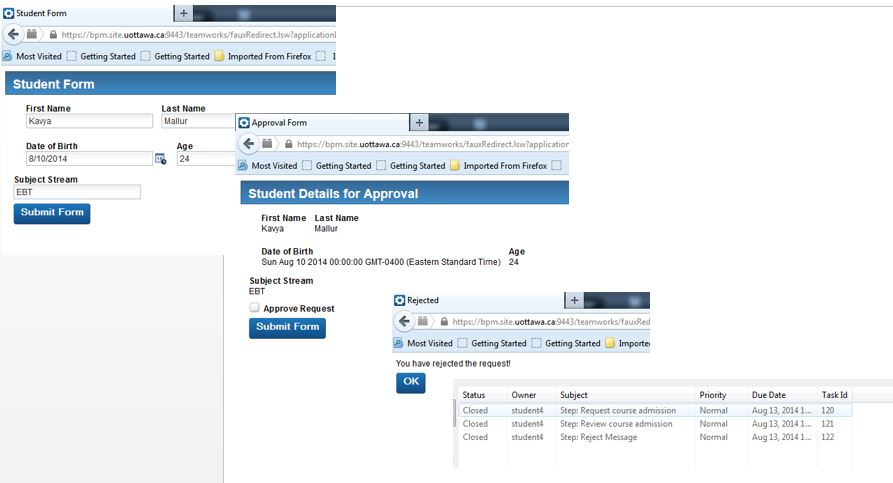 Student Form
https://bpm.site.uottawa.ca:9443/teamworks/fauxRedirect.lsw?application
Most Visited Getting Started Getting Started Imported From Firefox
Student Form
First Name Last Name
Kavya Mallur
Date of Birth Age
8/10/2014 24
Subject Stream
EBT
Submit Form
Approval Form
https://bpm.site.uottawa.ca:9443/teamworks/fauxRedirect.lsw?application
Most Visited Getting Started Getting Started Imported From Firefox
Student Details for Approval
First Name Last Name
Kavya Mallur
Date of Birth Age
Sun Aug 10 2014 00:00:00 GMT-0400 (Eastern Standard Time) 24
Subject Stream
EBT
Approve Request
Submit Form
Rejected
https://bpm.site.uottawa.ca:9443/teamworks/fauxRed
Most Visited Getting Started Getting Started Importe
You have rejected the request!
OK
Status Owner Subject Priority Due Date Task Id
Closed student4 Step: Request course admission Normal Aug 13, 2014 1... 120
Closed student4 Step: Review course admission Normal Aug 13, 2014 1... 121
Closed student4 Step: Reject Message Normal Aug 13, 2014 1... 122